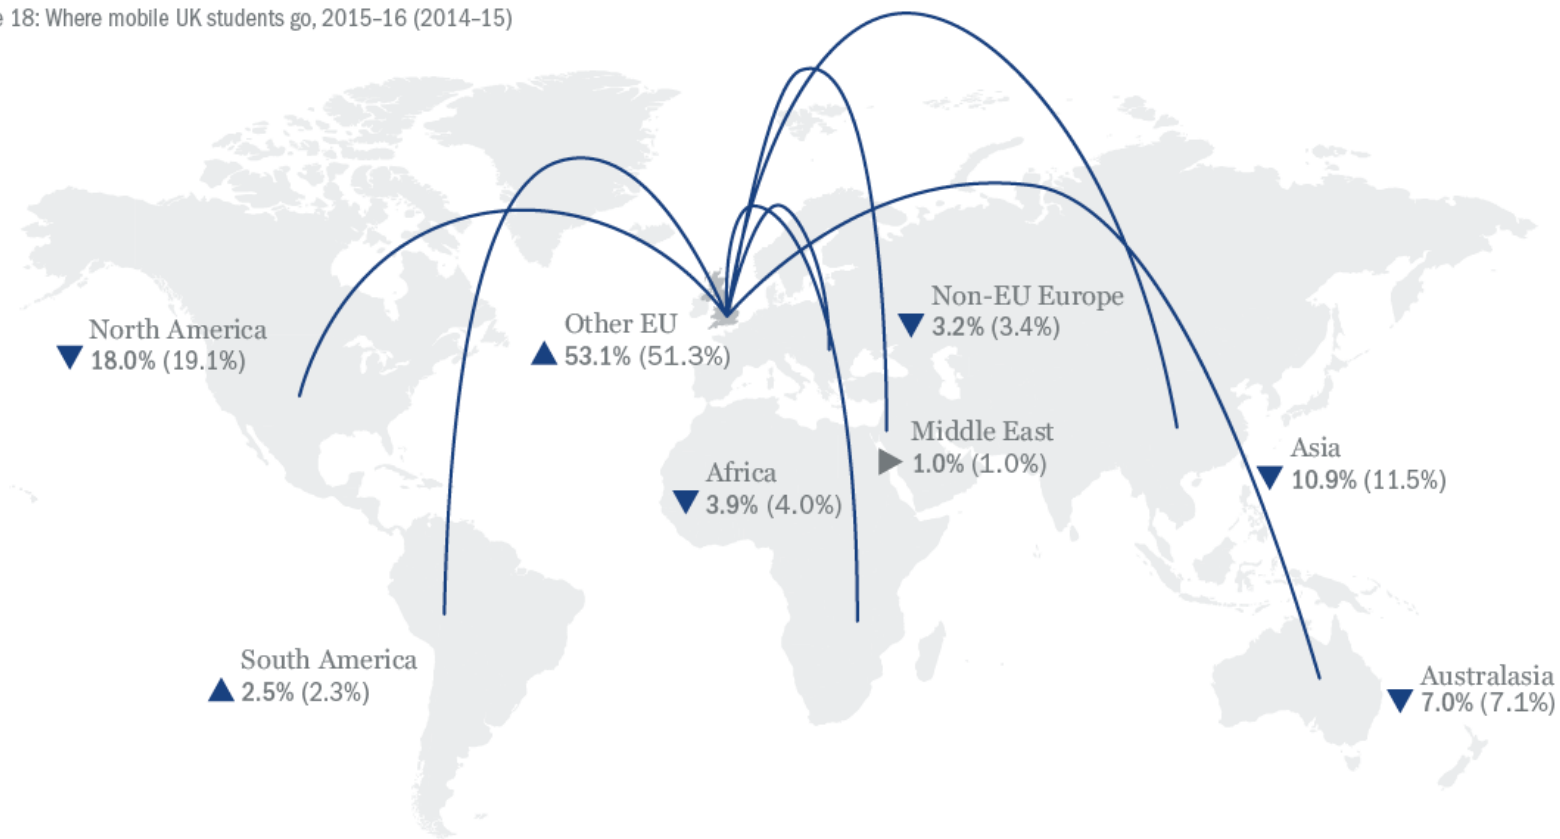 18: Where mobile UK students go, 2015–16 (2014–15)
North America
18.0% (19.1%)
Other EU
53.1% (51.3%)
Non-EU Europe
3.2% (3.4%)
Middle East
1.0% (1.0%)
Africa
3.9% (4.0%)
Asia
10.9% (11.5%)
South America
2.5% (2.3%)
Australasia
7.0% (7.1%)